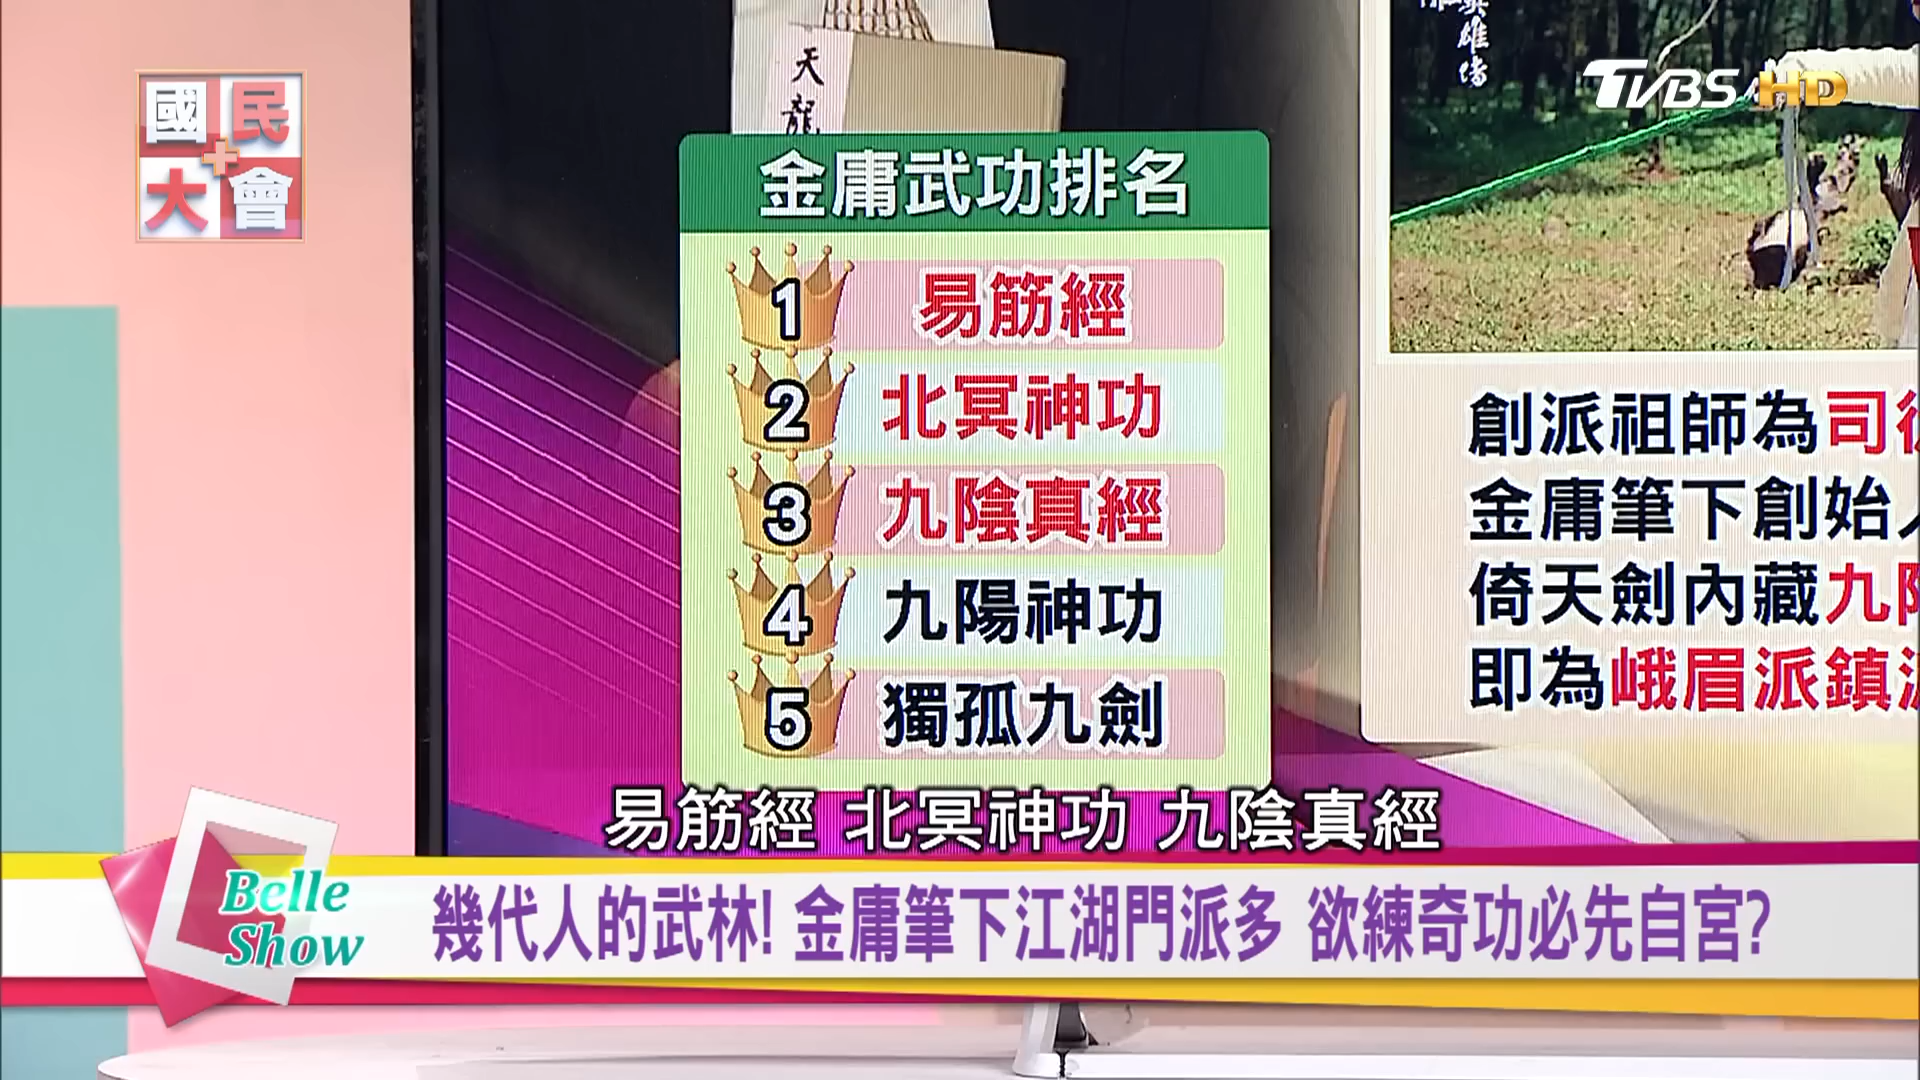 國民
大會
TVBS HD
天龍
雄傳
金庸武功排名
1 易筋經
2 北冥神功
3 九陰真經
4 九陽神功
5 獨孤九劍
創派祖師為司
金庸筆下創始
倚天劍內藏九
即為峨眉派鎮
易筋經 北冥神功 九陰真經
Belle
Show
幾代人的武林! 金庸筆下江湖門派多 欲練奇功必先自宮?